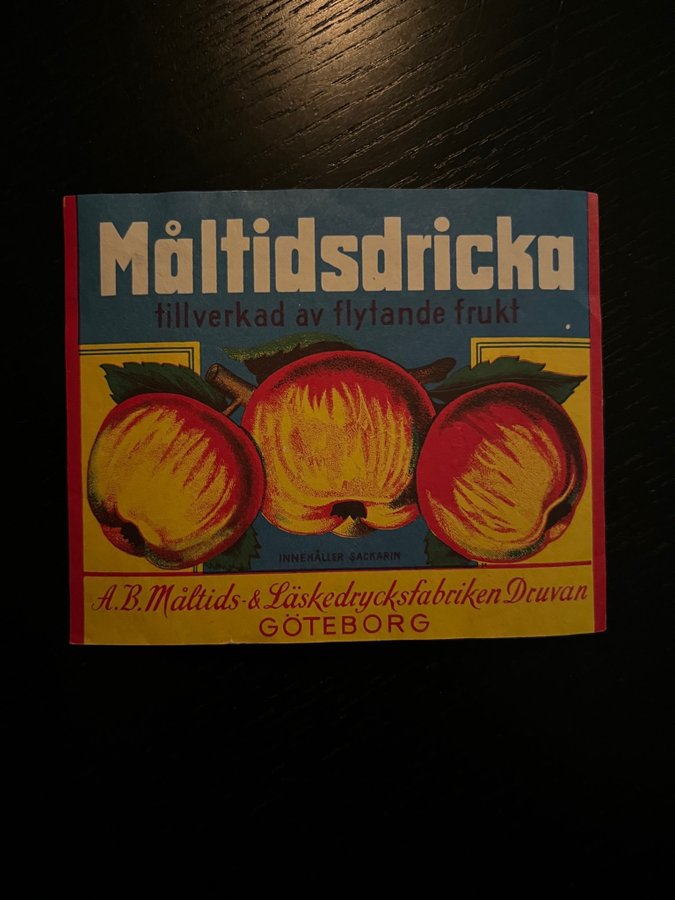 Måltidsdricka
tillverkad av flytande frukt
INNEHÅLLER SACKARIN
A.B. Måltids- & Läskedrycksfabriken Druvan
GÖTEBORG